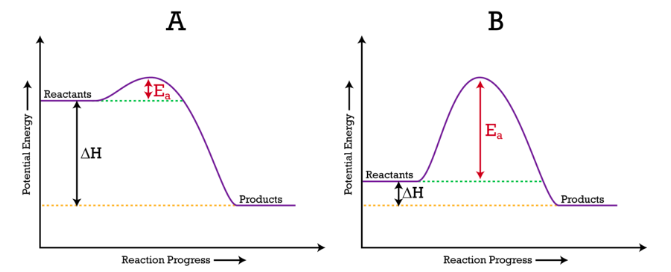 A
Potential Energy
Reactants
Ea
ΔH
Products
Reaction Progress
B
Potential Energy
Reactants
Ea
ΔH
Products
Reaction Progress